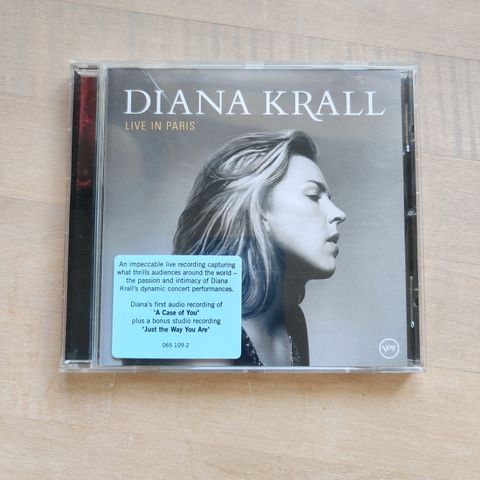 DIANA KRALL
LIVE IN PARIS
An impeccable live recording capturing
what thrills audiences around the world –
the passion and intimacy of Diana
Krall's dynamic concert performances.
Diana's first audio recording of
"A Case of You"
plus a bonus studio recording
"Just the Way You Are"
065 109-2
Verve